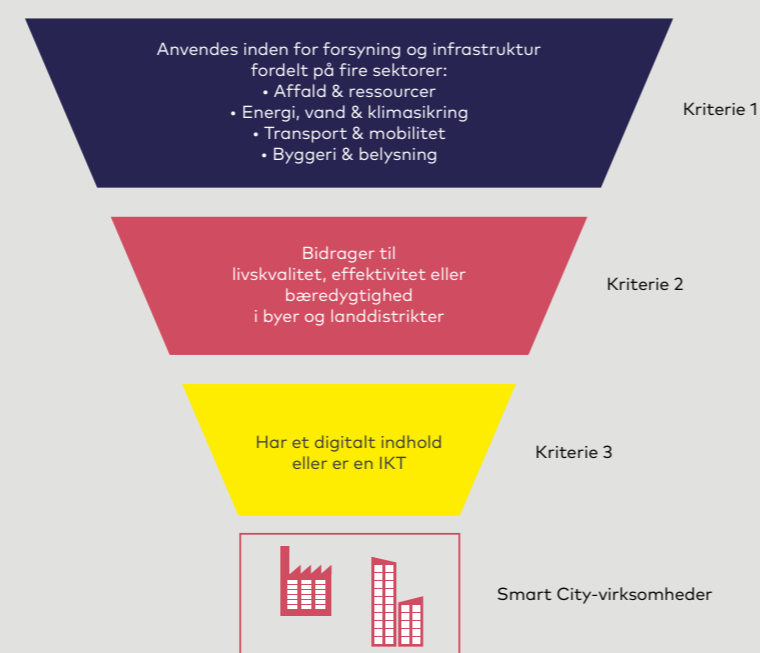 Anvendes inden for forsyning og infrastruktur
fordelt på fire sektorer:
• Affald & ressourcer
• Energi, vand & klimasikring
• Transport & mobilitet
• Byggeri & belysning
Kriterie 1
Bidrager til
livskvalitet, effektivitet eller
bæredygtighed
i byer og landdistrikter
Kriterie 2
Har et digitalt indhold
eller er en IKT
Kriterie 3
Smart City-virksomheder